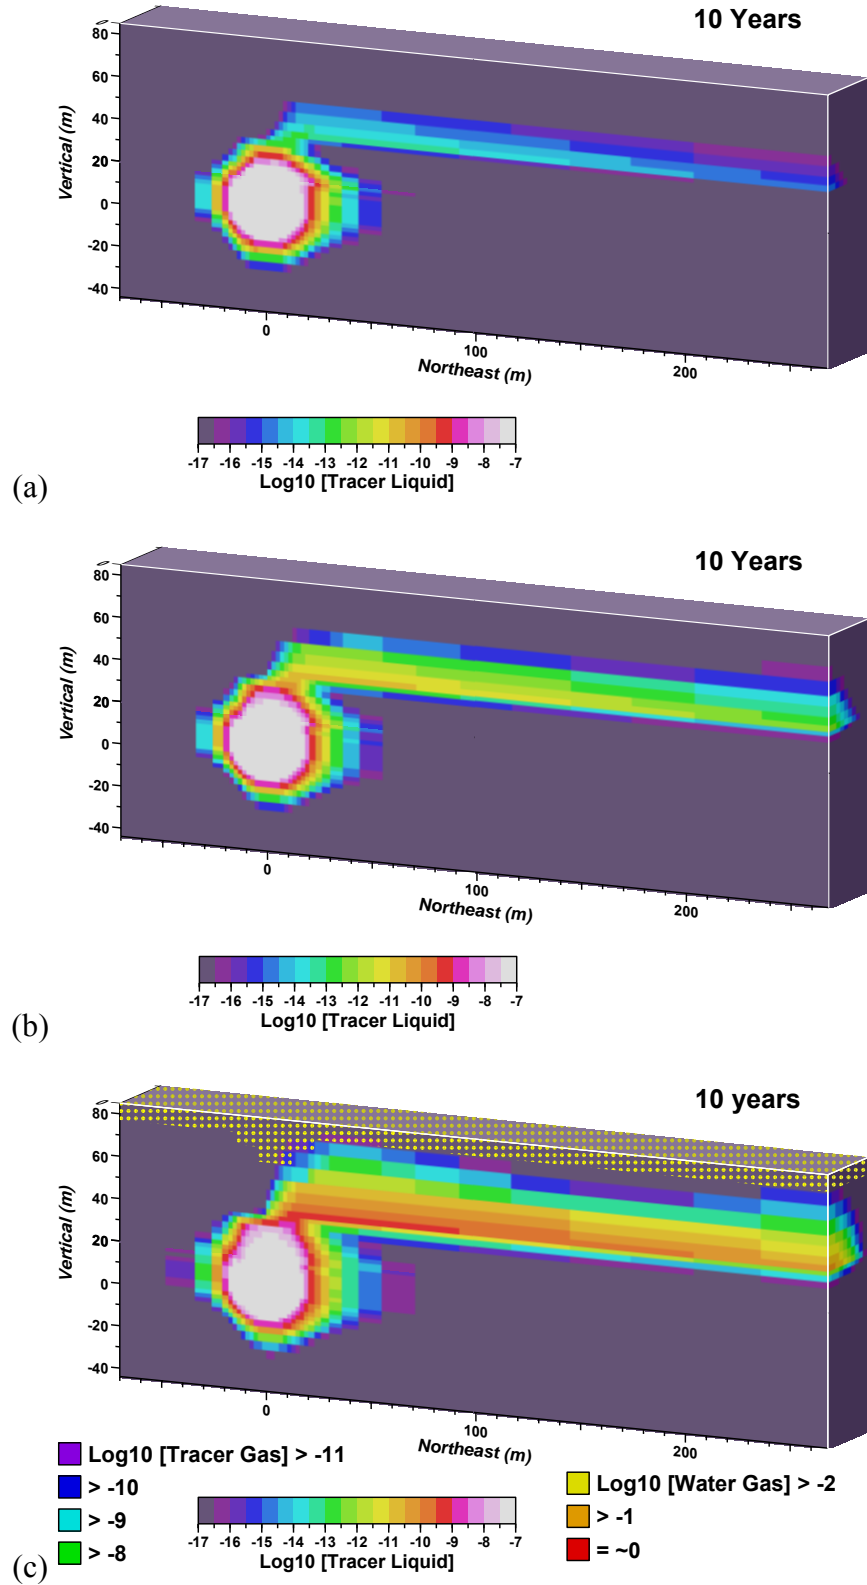 10 Years
80
60
40
20
0
-20
-40
Vertical (m)
0
100
200
Northeast (m)
-17 -16 -15 -14 -13 -12 -11 -10 -9 -8 -7
Log10 [Tracer Liquid]
(a)
10 Years
80
60
40
20
0
-20
-40
Vertical (m)
0
100
200
Northeast (m)
-17 -16 -15 -14 -13 -12 -11 -10 -9 -8 -7
Log10 [Tracer Liquid]
(b)
10 years
80
60
40
20
0
-20
-40
Vertical (m)
0
100
200
Northeast (m)
Log10 [Tracer Gas] > -11
> -10
> -9
> -8
-17 -16 -15 -14 -13 -12 -11 -10 -9 -8 -7
Log10 [Tracer Liquid]
Log10 [Water Gas] > -2
> -1
= ~0
(c)